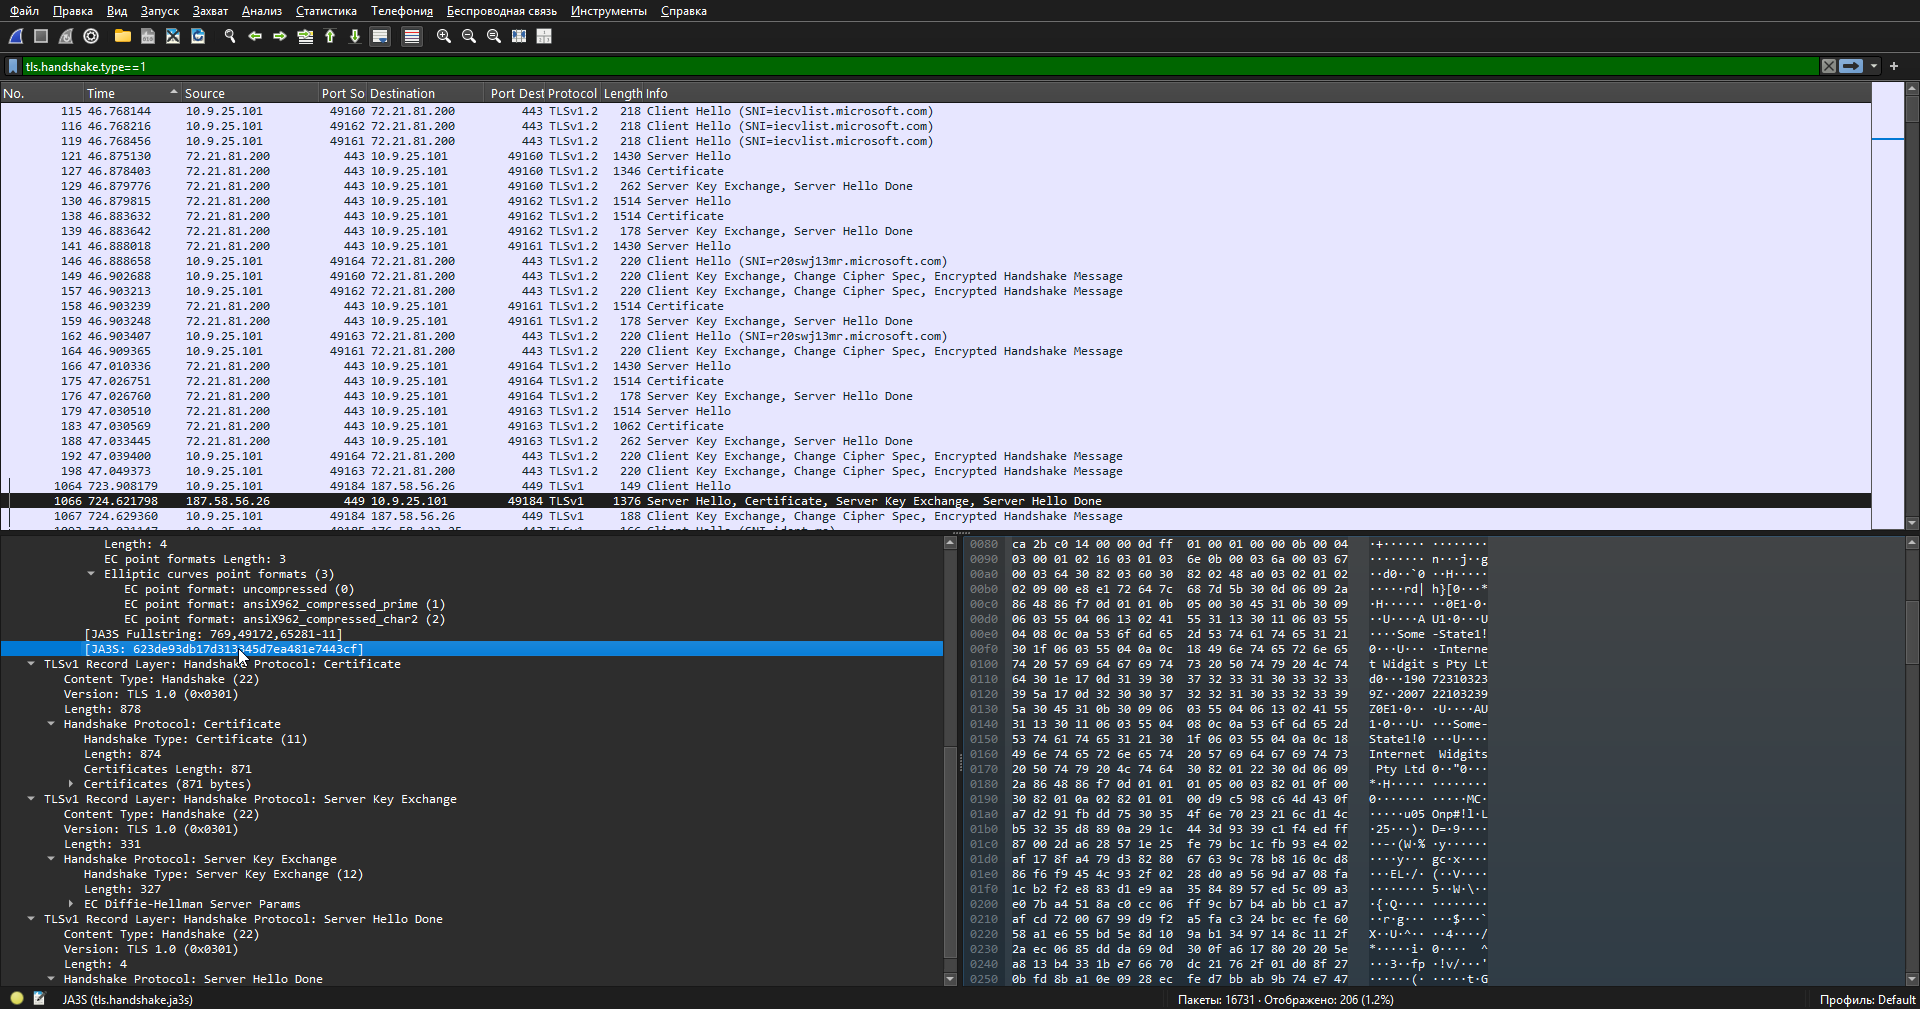 Файл Правка Вид Запуск Захват Анализ Статистика Телефония Беспроводная связь Инструменты Справка
tls.handshake.type==1
No. Time Source Port So Destination Port Dest Protocol Length Info
115 46.768144 10.9.25.101 49160 72.21.81.200 443 TLSv1.2 218 Client Hello (SNI=iecvlist.microsoft.com)
116 46.768216 10.9.25.101 49162 72.21.81.200 443 TLSv1.2 218 Client Hello (SNI=iecvlist.microsoft.com)
119 46.768456 10.9.25.101 49161 72.21.81.200 443 TLSv1.2 218 Client Hello (SNI=iecvlist.microsoft.com)
121 46.875130 72.21.81.200 443 10.9.25.101 49160 TLSv1.2 1430 Server Hello
127 46.878403 72.21.81.200 443 10.9.25.101 49160 TLSv1.2 1346 Certificate
129 46.879776 72.21.81.200 443 10.9.25.101 49160 TLSv1.2 262 Server Key Exchange, Server Hello Done
130 46.879815 72.21.81.200 443 10.9.25.101 49162 TLSv1.2 1514 Server Hello
138 46.883632 72.21.81.200 443 10.9.25.101 49162 TLSv1.2 1514 Certificate
139 46.883642 72.21.81.200 443 10.9.25.101 49162 TLSv1.2 178 Server Key Exchange, Server Hello Done
141 46.888018 72.21.81.200 443 10.9.25.101 49161 TLSv1.2 1430 Server Hello
146 46.888658 10.9.25.101 49164 72.21.81.200 443 TLSv1.2 220 Client Hello (SNI=r20swj13mr.microsoft.com)
149 46.902688 10.9.25.101 49160 72.21.81.200 443 TLSv1.2 220 Client Key Exchange, Change Cipher Spec, Encrypted Handshake Message
157 46.903213 10.9.25.101 49162 72.21.81.200 443 TLSv1.2 220 Client Key Exchange, Change Cipher Spec, Encrypted Handshake Message
158 46.903239 72.21.81.200 443 10.9.25.101 49161 TLSv1.2 1514 Certificate
159 46.903248 72.21.81.200 443 10.9.25.101 49161 TLSv1.2 178 Server Key Exchange, Server Hello Done
162 46.903407 10.9.25.101 49163 72.21.81.200 443 TLSv1.2 220 Client Hello (SNI=r20swj13mr.microsoft.com)
164 46.909365 10.9.25.101 49161 72.21.81.200 443 TLSv1.2 220 Client Key Exchange, Change Cipher Spec, Encrypted Handshake Message
166 47.010336 72.21.81.200 443 10.9.25.101 49164 TLSv1.2 1430 Server Hello
175 47.026751 72.21.81.200 443 10.9.25.101 49164 TLSv1.2 1514 Certificate
176 47.026760 72.21.81.200 443 10.9.25.101 49164 TLSv1.2 178 Server Key Exchange, Server Hello Done
179 47.030510 72.21.81.200 443 10.9.25.101 49163 TLSv1.2 1514 Server Hello
183 47.030569 72.21.81.200 443 10.9.25.101 49163 TLSv1.2 1062 Certificate
188 47.033445 72.21.81.200 443 10.9.25.101 49163 TLSv1.2 262 Server Key Exchange, Server Hello Done
192 47.039400 10.9.25.101 49164 72.21.81.200 443 TLSv1.2 220 Client Key Exchange, Change Cipher Spec, Encrypted Handshake Message
198 47.049373 10.9.25.101 49163 72.21.81.200 443 TLSv1.2 220 Client Key Exchange, Change Cipher Spec, Encrypted Handshake Message
1064 723.908179 10.9.25.101 49184 187.58.56.26 449 TLSv1 149 Client Hello
1066 724.621798 187.58.56.26 449 10.9.25.101 49184 TLSv1 1376 Server Hello, Certificate, Server Key Exchange, Server Hello Done
1067 724.629360 10.9.25.101 49184 187.58.56.26 449 TLSv1 188 Client Key Exchange, Change Cipher Spec, Encrypted Handshake Message
Length: 4
EC point formats Length: 3
Elliptic curves point formats (3)
EC point format: uncompressed (0)
EC point format: ansiX962_compressed_prime (1)
EC point format: ansiX962_compressed_char2 (2)
[JA3S Fullstring: 769,49172,65281-11]
[JA3S: 623de93db17d313345d7ea481e7443cf]
TLSv1 Record Layer: Handshake Protocol: Certificate
Content Type: Handshake (22)
Version: TLS 1.0 (0x0301)
Length: 878
Handshake Protocol: Certificate
Handshake Type: Certificate (11)
Length: 874
Certificates Length: 871
Certificates (871 bytes)
TLSv1 Record Layer: Handshake Protocol: Server Key Exchange
Content Type: Handshake (22)
Version: TLS 1.0 (0x0301)
Length: 331
Handshake Protocol: Server Key Exchange
Handshake Type: Server Key Exchange (12)
Length: 327
EC Diffie-Hellman Server Params
TLSv1 Record Layer: Handshake Protocol: Server Hello Done
Content Type: Handshake (22)
Version: TLS 1.0 (0x0301)
Length: 4
Handshake Protocol: Server Hello Done
0080 ca 2b c0 14 00 00 0d ff 01 00 01 00 00 0b 00 04 ·+······ ········
0090 03 00 01 02 16 03 01 03 6e 0b 00 03 6a 00 03 67 ········ n···j··g
00a0 00 03 64 30 82 03 60 30 82 02 48 a0 03 02 01 02 ··d0··`0 ··H·····
00b0 02 09 00 e8 e1 72 64 7c 68 7d 5b 30 0d 06 09 2a ·····rd| h}[0···*
00c0 86 48 86 f7 0d 01 01 0b 05 00 30 45 31 0b 30 09 ·H······ ··0E1·0·
00d0 06 03 55 04 06 13 02 41 55 31 13 30 11 06 03 55 ··U····A U1·0···U
00e0 04 08 0c 0a 53 6f 6d 65 2d 53 74 61 74 65 31 21 ····Some -State1!
00f0 30 1f 06 03 55 04 0a 0c 18 49 6e 74 65 72 6e 65 0···U··· ·Interne
0100 74 20 57 69 64 67 69 74 73 20 50 74 79 20 4c 74 t Widgit s Pty Lt
0110 64 30 1e 17 0d 31 39 30 37 32 33 31 30 33 32 33 d0···190 72310323
0120 39 5a 17 0d 32 30 30 37 32 32 31 30 33 32 33 39 9Z··2007 22103239
0130 5a 30 45 31 0b 30 09 06 03 55 04 06 13 02 41 55 Z0E1·0·· ·U····AU
0140 31 13 30 11 06 03 55 04 08 0c 0a 53 6f 6d 65 2d 1·0···U· ···Some-
0150 53 74 61 74 65 31 21 30 1f 06 03 55 04 0a 0c 18 State1!0 ···U····
0160 49 6e 74 65 72 6e 65 74 20 57 69 64 67 69 74 73 Internet Widgits
0170 20 50 74 79 20 4c 74 64 30 82 01 22 30 0d 06 09 Pty Ltd 0··"0···
0180 2a 86 48 86 f7 0d 01 01 01 05 00 03 82 01 0f 00 *·H····· ········
0190 30 82 01 0a 02 82 01 01 00 d9 c5 98 c6 4d 43 0f 0······· ·····MC·
01a0 a7 d2 91 fb dd 75 30 35 4f 6e 70 23 21 6c d1 4c ·····u05 Onp#!l·L
01b0 b5 32 35 d8 89 0a 29 1c 44 3d 93 39 c1 f4 ed ff ·25···)· D=·9····
01c0 87 00 2d a6 28 57 1e 25 fe 79 bc 1c fb 93 e4 02 ··-·(W·% ·y······
01d0 af 17 8f a4 79 d3 82 80 67 63 9c 78 b8 16 0c d8 ····y··· gc·x····
01e0 86 f6 f9 45 4c 93 2f 02 28 d0 a9 56 9d a7 08 fa ···EL·/· (··V····
01f0 1c b2 f2 e8 83 d1 e9 aa 35 84 89 57 ed 5c 09 a3 ········ 5··W·\··
0200 e0 7b a4 51 8a c0 cc 06 ff 9c b7 b4 ab bb c1 a7 ·{·Q···· ········
0210 af cd 72 00 67 99 d9 f2 a5 fa c3 24 bc ec fe 60 ··r·g··· ···$···`
0220 58 a1 e6 55 bd 5e 8d 10 9a b1 34 97 14 8c 11 2f X··U·^·· ··4····/
0230 2a ec 06 85 dd da 69 0d 30 0f a6 17 80 20 20 5e *·····i· 0···· ^
0240 a8 13 b4 33 1b e7 66 70 dc 21 76 2f 01 d0 8f 27 ···3··fp ·!v/···'
0250 0b fd 8b a1 0e 09 28 ec fe d7 bb ab 9b 74 e7 47 ······(· ·····t·G
JA3S (tls.handshake.ja3s)
Пакеты: 16731 · Отображено: 206 (1.2%)
Профиль: Default